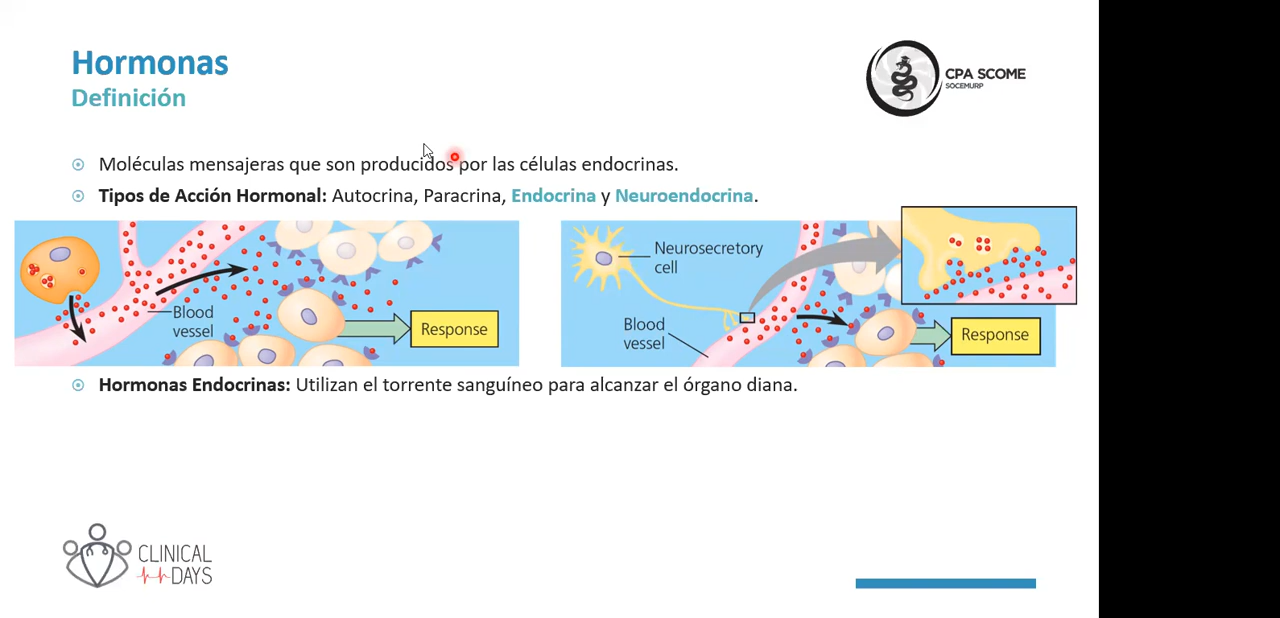 Hormonas
Definición
CPA SCOME
SOCEMURP
Moléculas mensajeras que son producidos por las células endocrinas.
Tipos de Acción Hormonal: Autocrina, Paracrina, Endocrina y Neuroendocrina.
Blood
vessel
Response
Neurosecretory
cell
Blood
vessel
Response
Hormonas Endocrinas: Utilizan el torrente sanguíneo para alcanzar el órgano diana.
CLINICAL
DAYS